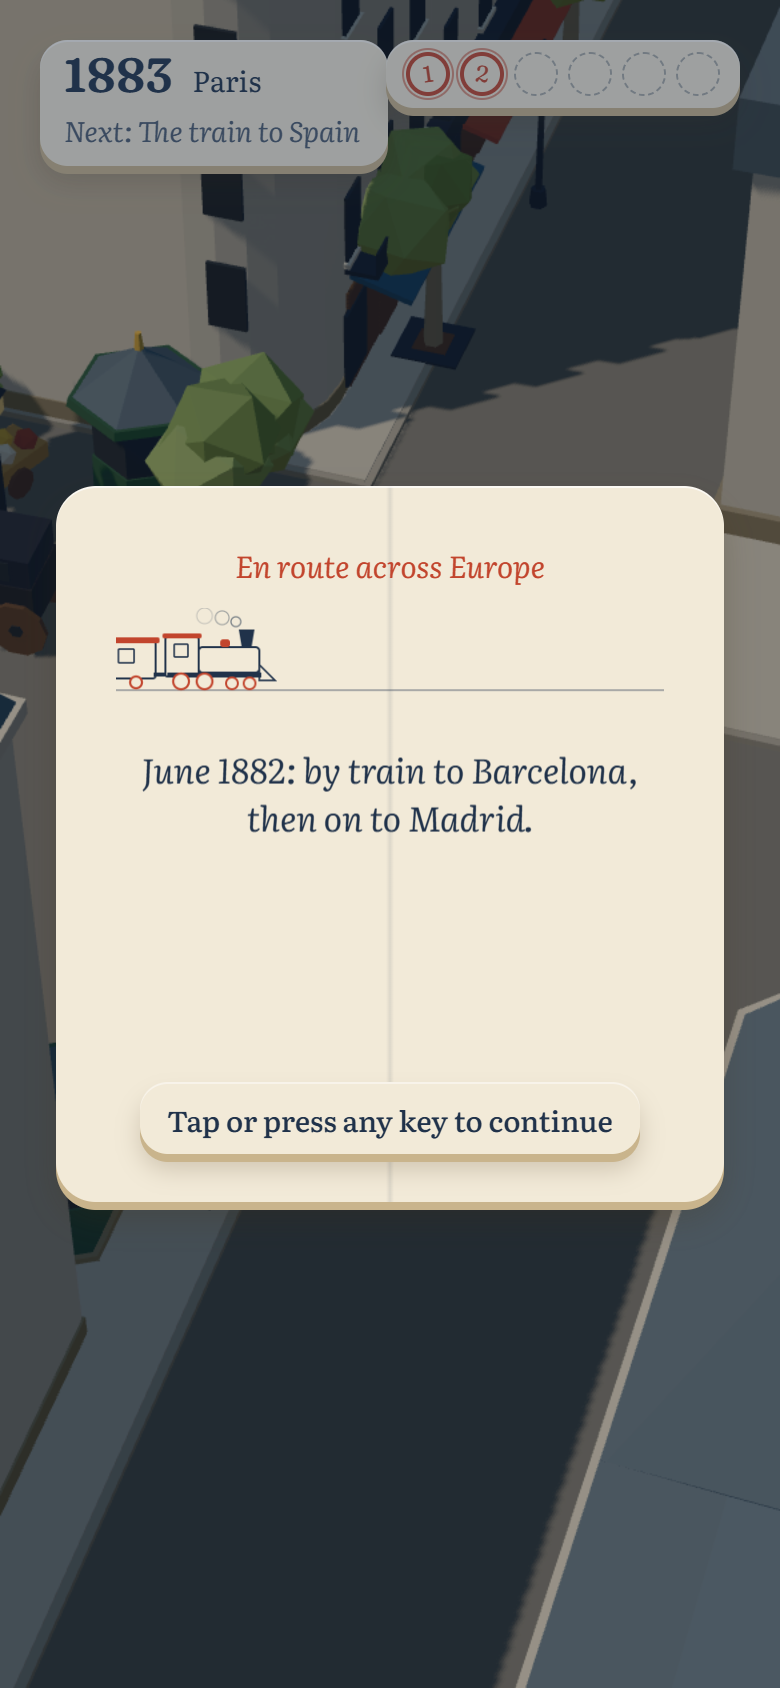 1883 Paris
Next: The train to Spain
1 2
En route across Europe
June 1882: by train to Barcelona,
then on to Madrid.
Tap or press any key to continue